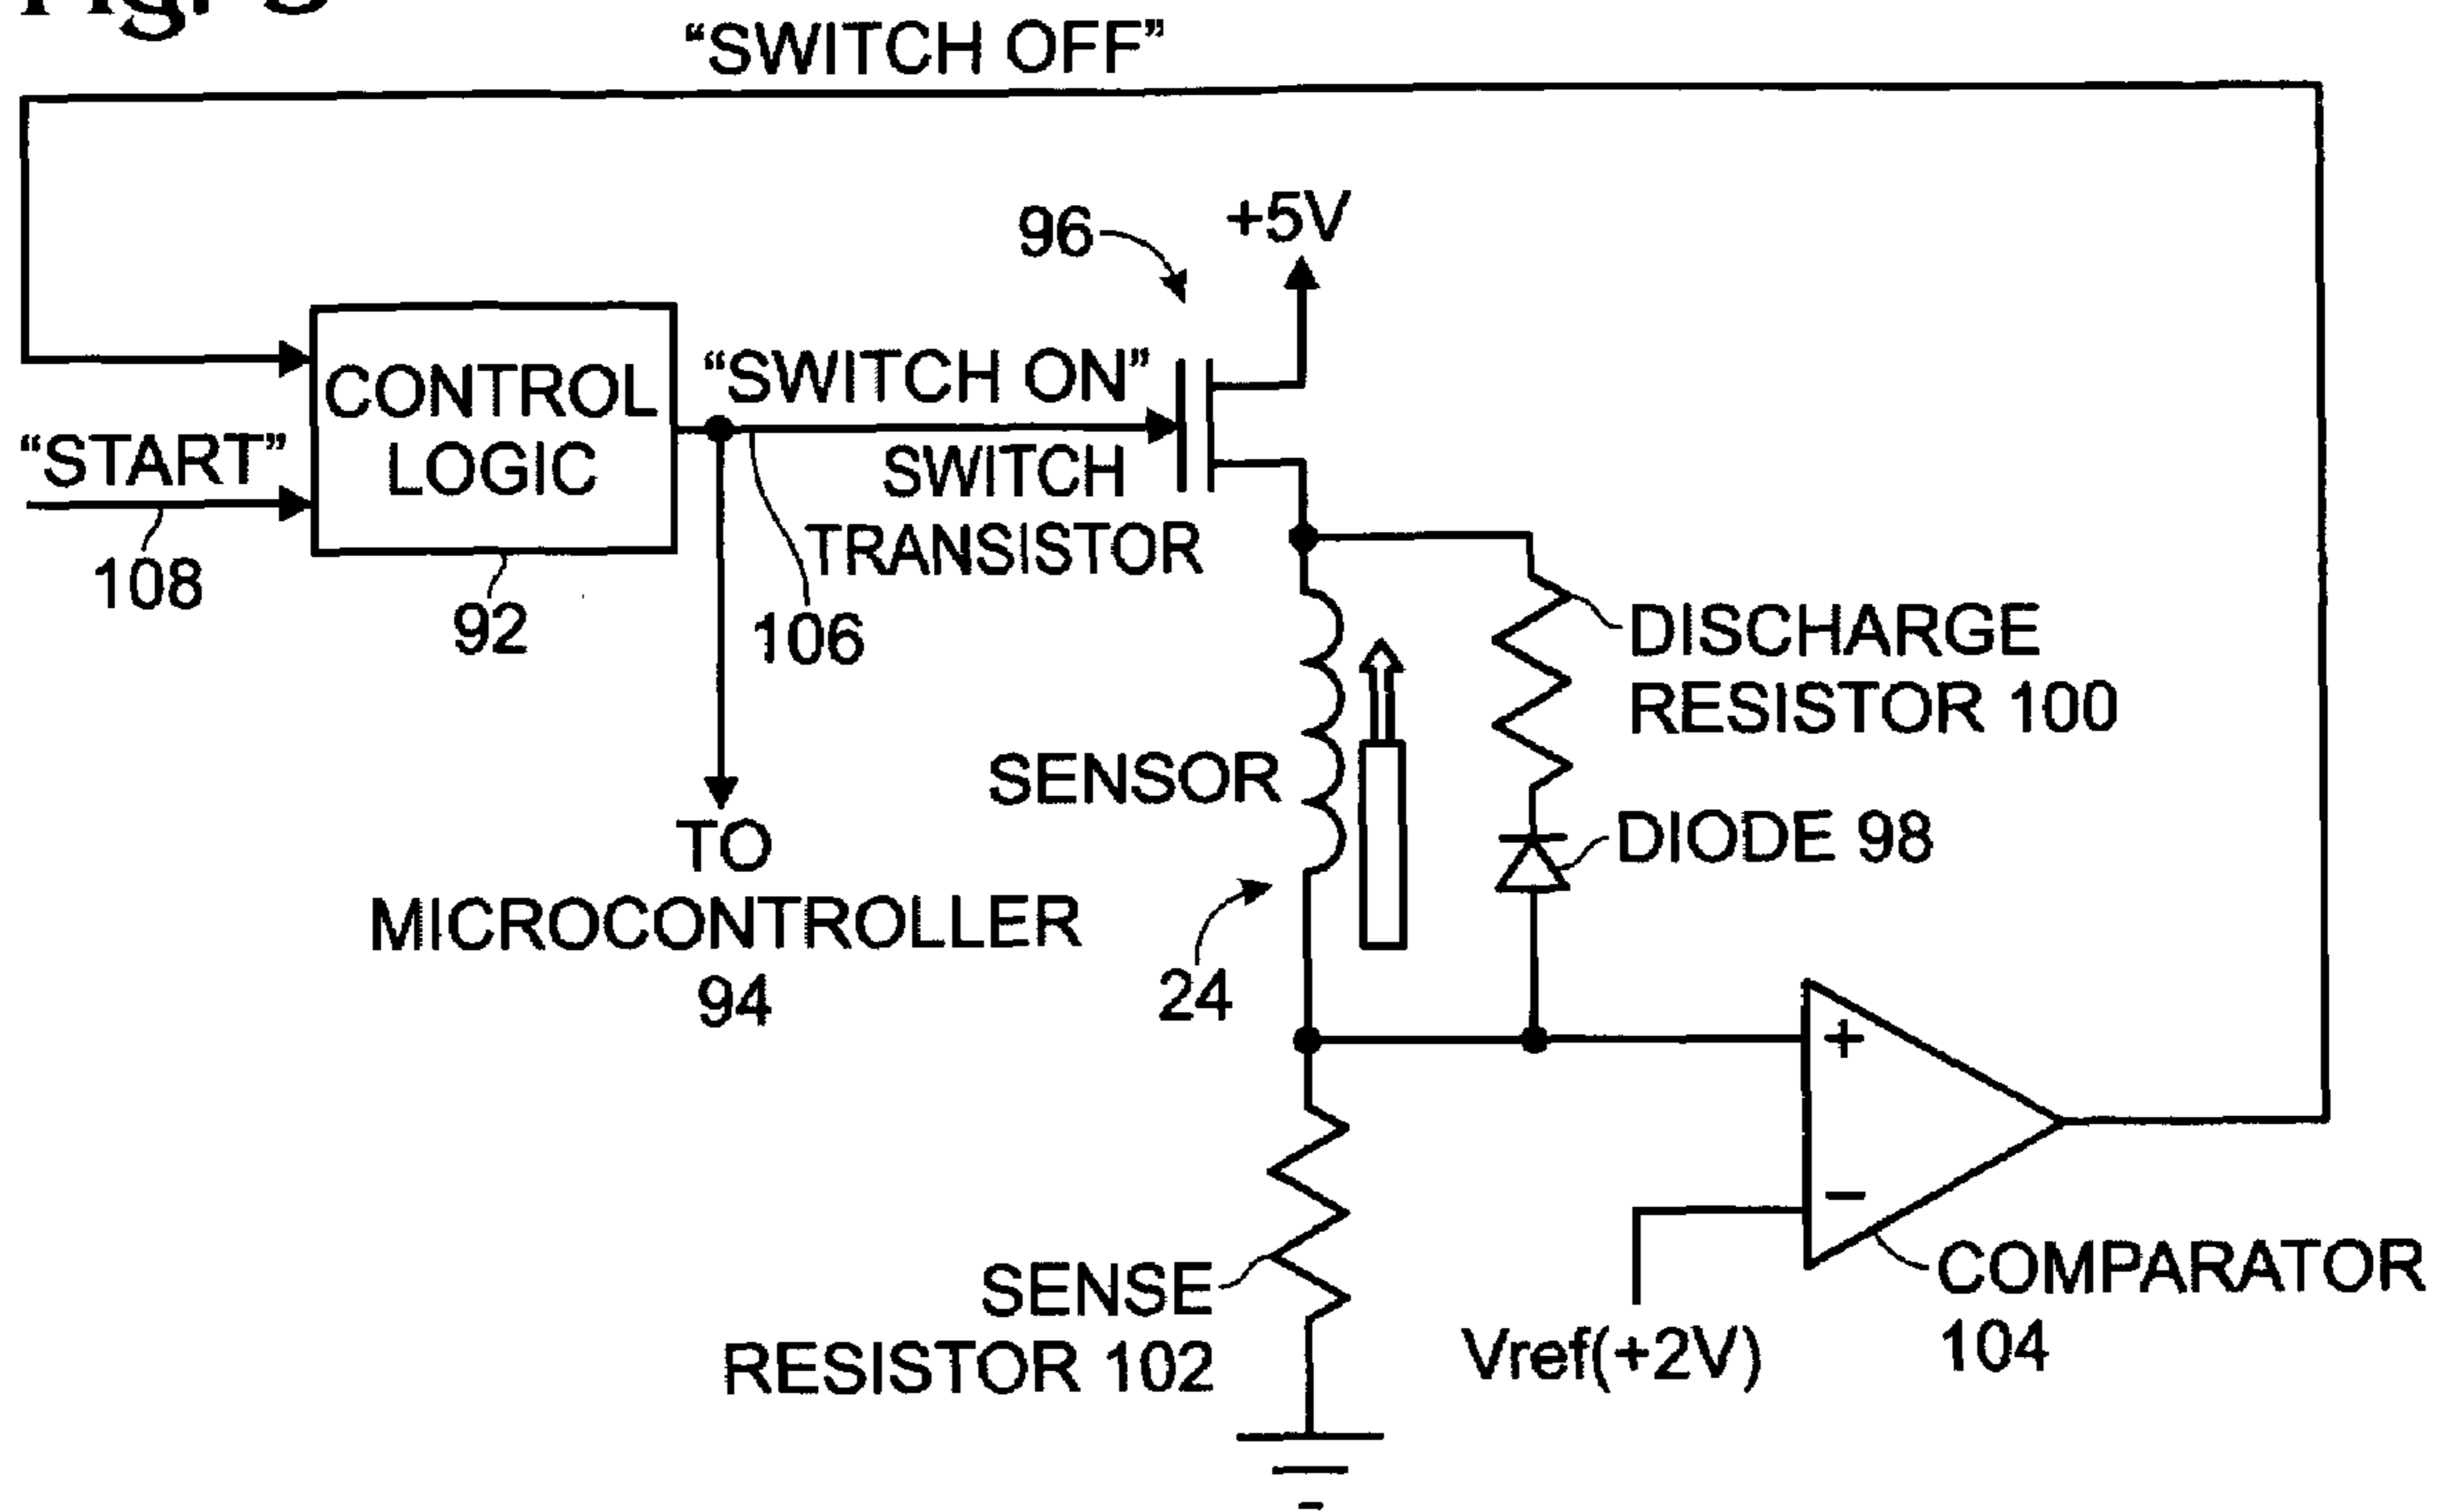 "SWITCH OFF"
96
+5V
CONTROL
LOGIC
"SWITCH ON"
"START"
SWITCH
TRANSISTOR
108
92
106
DISCHARGE
RESISTOR 100
SENSOR
DIODE 98
TO
MICROCONTROLLER
94
24
+
−
SENSE
RESISTOR 102
Vref(+2V)
COMPARATOR
104